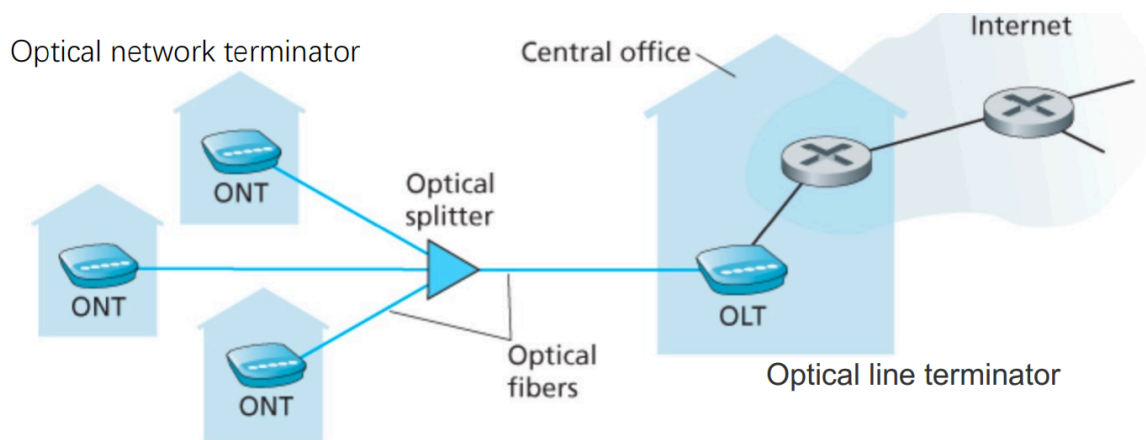 Internet
Optical network terminator
Central office
ONT
Optical
splitter
ONT
OLT
Optical
fibers
Optical line terminator
ONT